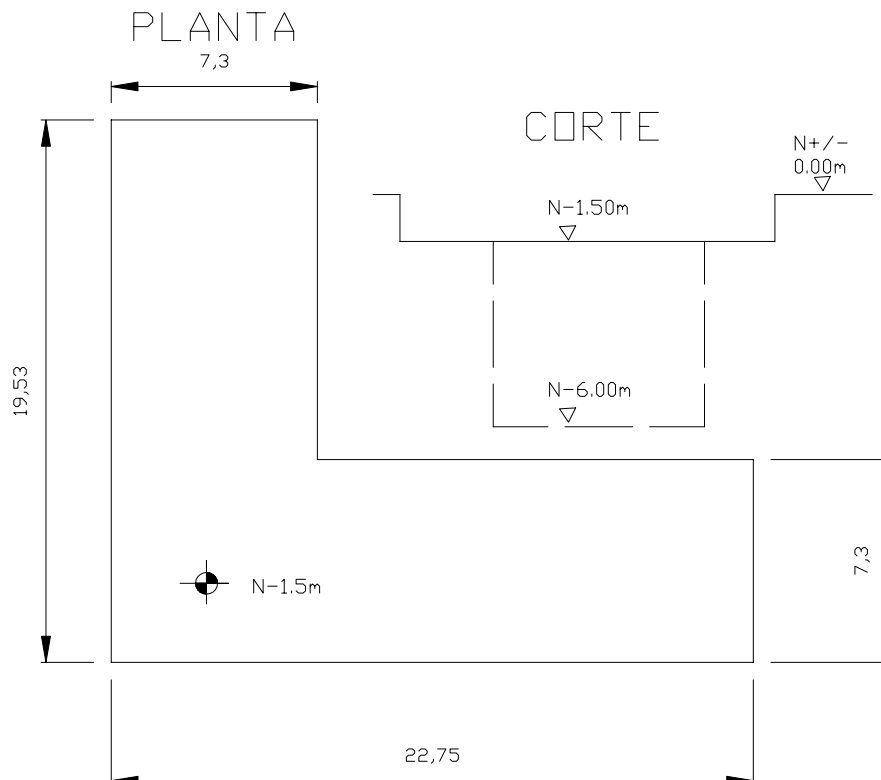 PLANTA
7,3
CORTE
N+/-
0.00m
N-1.50m
19,53
N-6.00m
7,3
N-1.5m
22,75